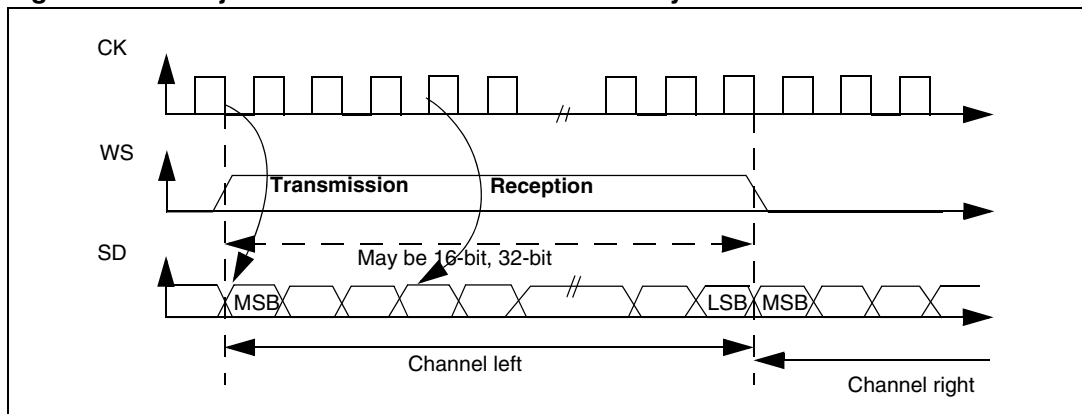 CK
WS
Transmission Reception
May be 16-bit, 32-bit
SD
MSB LSB MSB
Channel left
Channel right